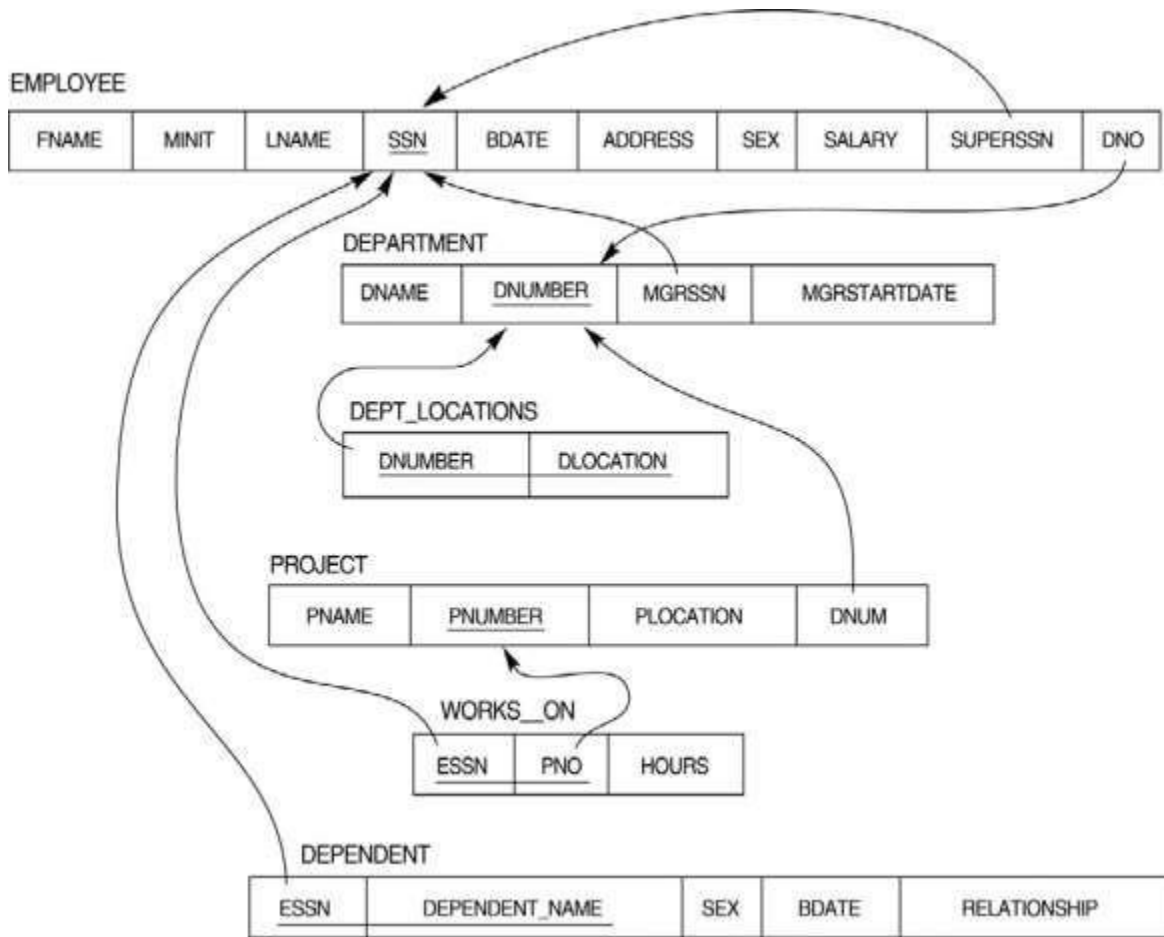 EMPLOYEE
FNAME MINIT LNAME SSN BDATE ADDRESS SEX SALARY SUPERSSN DNO
DEPARTMENT
DNAME DNUMBER MGRSSN MGRSTARTDATE
DEPT_LOCATIONS
DNUMBER DLOCATION
PROJECT
PNAME PNUMBER PLOCATION DNUM
WORKS_ON
ESSN PNO HOURS
DEPENDENT
ESSN DEPENDENT_NAME SEX BDATE RELATIONSHIP